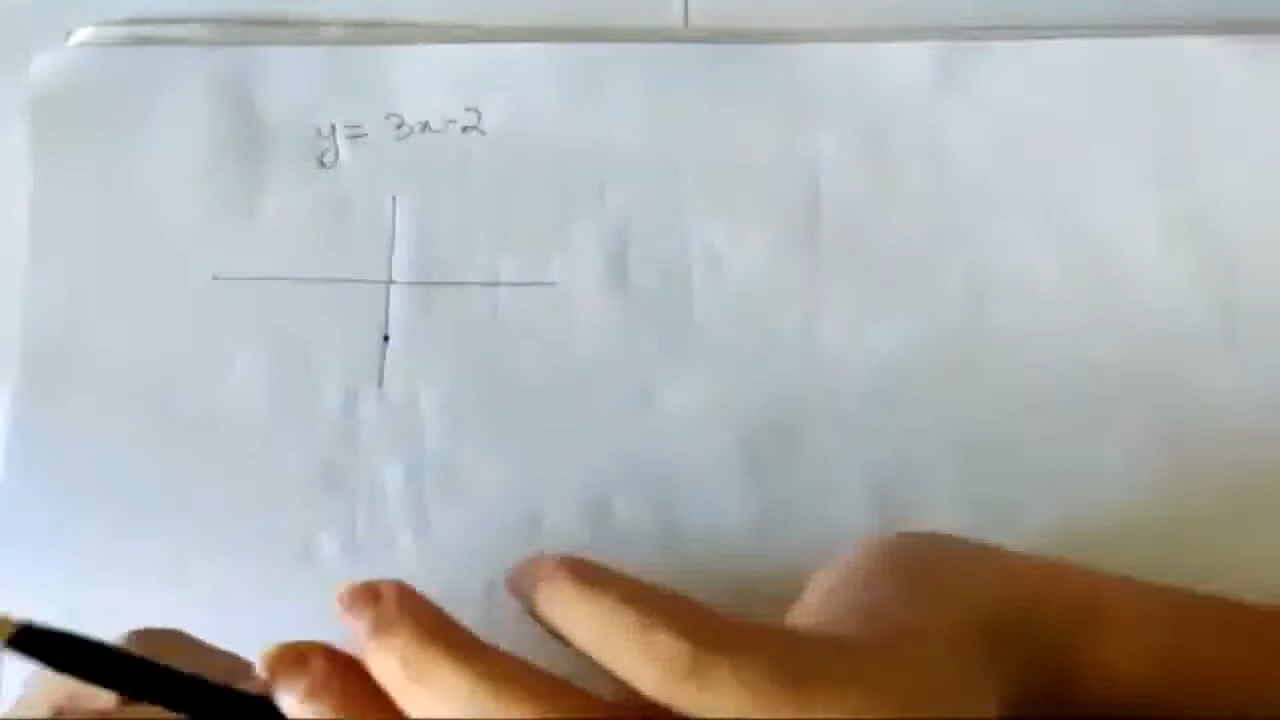 y = 3x-2